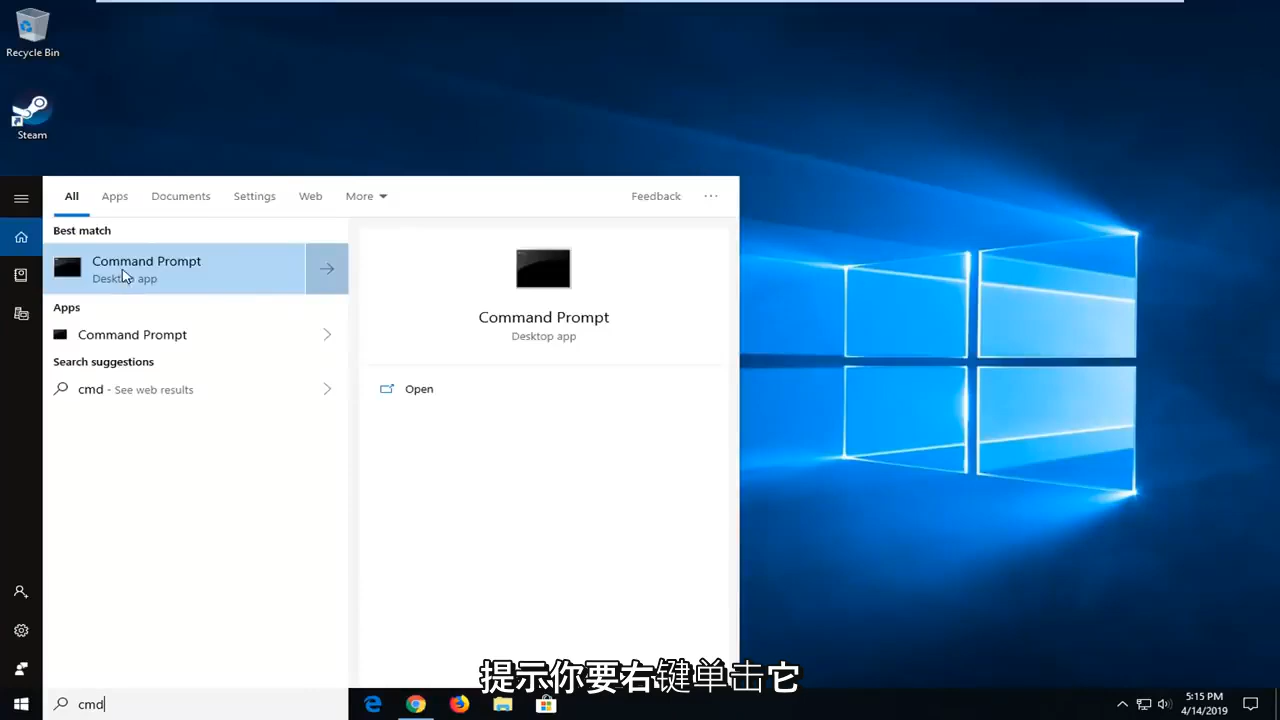 Recycle Bin
Steam
All Apps Documents Settings Web More Feedback ...
Best match
Command Prompt
Desktop app
Apps
Command Prompt
Search suggestions
cmd - See web results
Command Prompt
Desktop app
Open
提示你要右键单击它
cmd
5:15 PM
4/14/2019